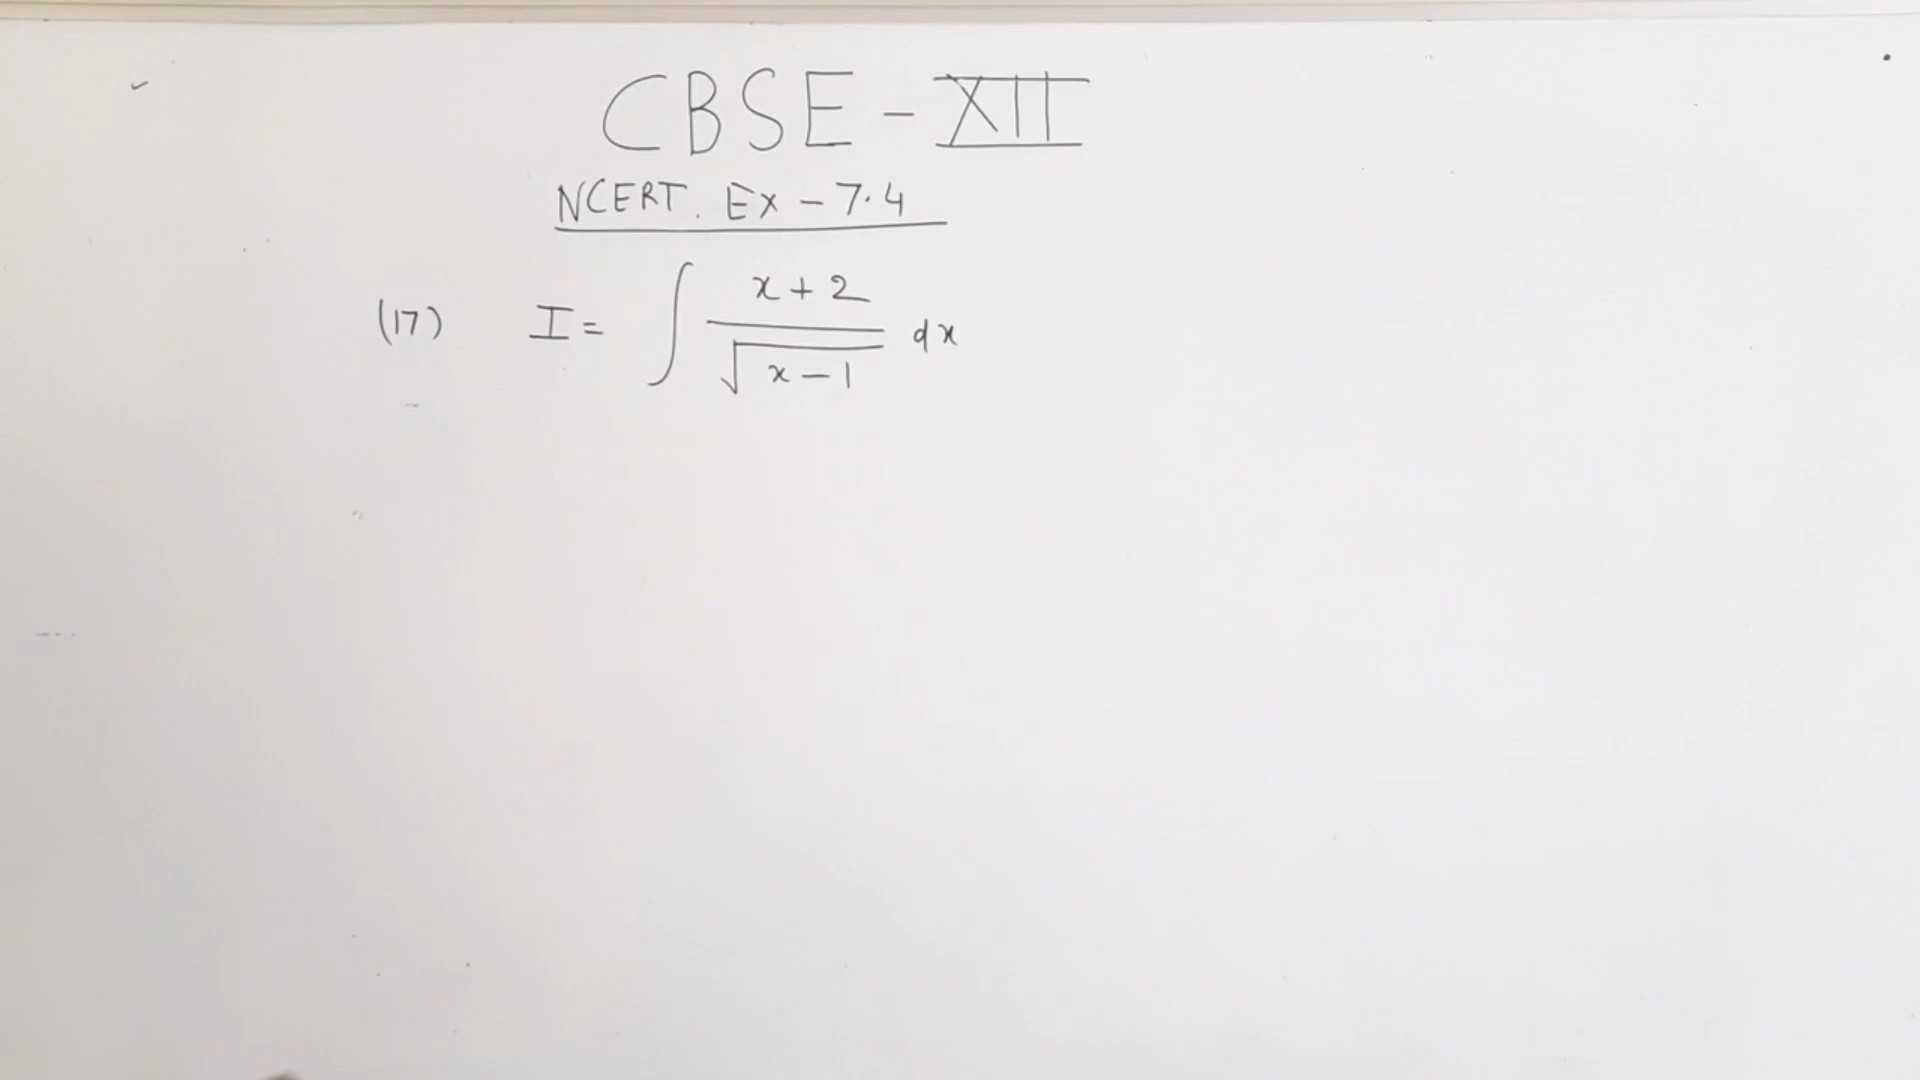 CBSE - XII
NCERT. Ex - 7.4
(17) I = ∫ x + 2 / √x - 1 dx